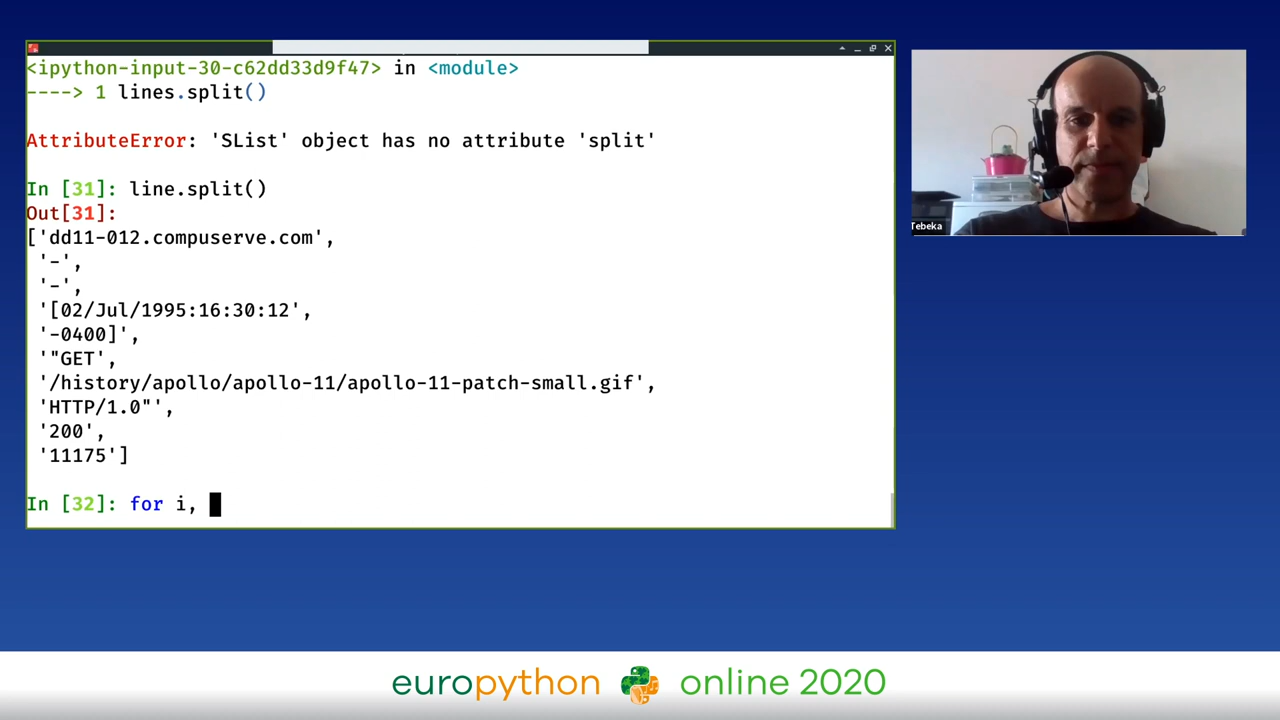 <ipython-input-30-c62dd33d9f47> in <module>
----> 1 lines.split()
AttributeError: 'SList' object has no attribute 'split'
In [31]: line.split()
Out[31]:
['dd11-012.compuserve.com',
'-',
'-',
'[02/Jul/1995:16:30:12',
'-0400]',
'"GET',
'/history/apollo/apollo-11/apollo-11-patch-small.gif',
'HTTP/1.0"',
'200',
'11175']
In [32]: for i,
Tebeka
europython online 2020